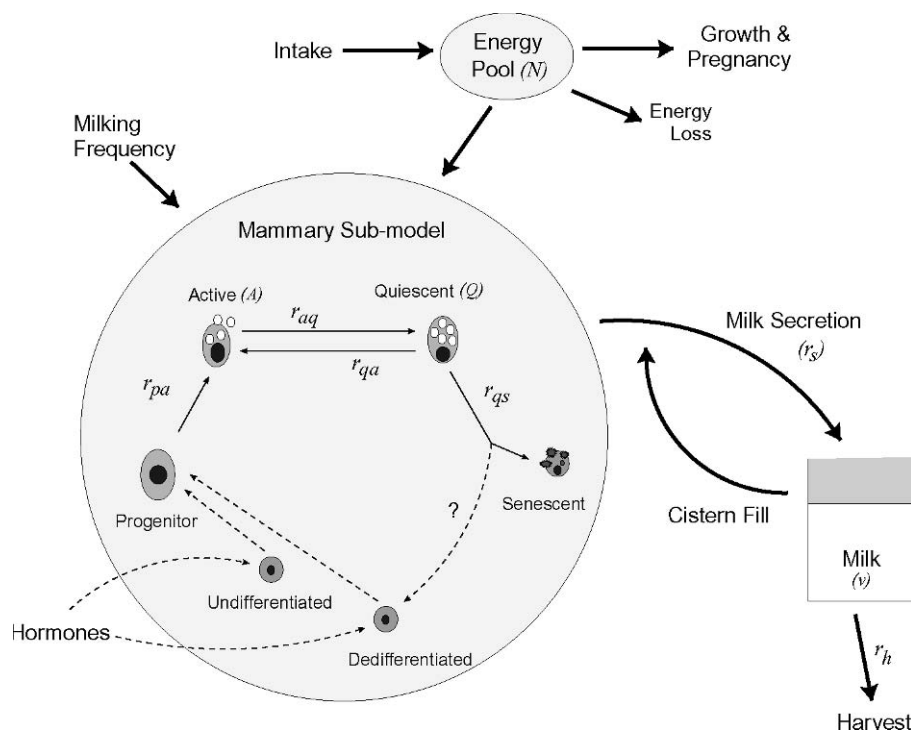 Intake
Energy
Pool (N)
Growth &
Pregnancy
Energy
Loss
Milking
Frequency
Mammary Sub-model
Active (A)
Quiescent (Q)
r_aq
r_qa
r_pa
r_qs
Milk Secretion
(r_s)
Progenitor
?
Senescent
Cistern Fill
Undifferentiated
Milk
(v)
Hormones
Dedifferentiated
r_h
Harvest